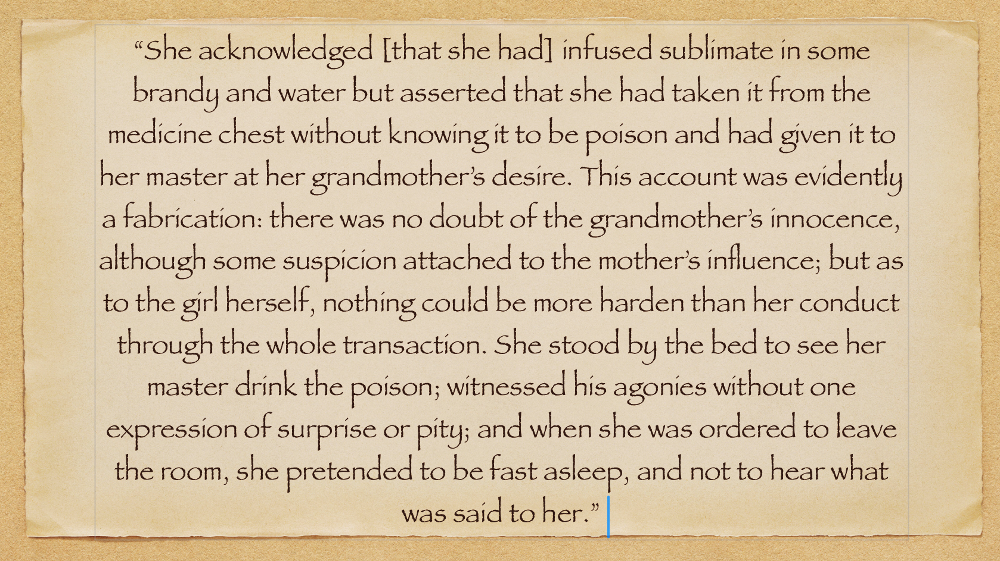 “She acknowledged [that she had] infused sublimate in some
brandy and water but asserted that she had taken it from the
medicine chest without knowing it to be poison and had given it to
her master at her grandmother’s desire. This account was evidently
a fabrication: there was no doubt of the grandmother’s innocence,
although some suspicion attached to the mother’s influence; but as
to the girl herself, nothing could be more harden than her conduct
through the whole transaction. She stood by the bed to see her
master drink the poison; witnessed his agonies without one
expression of surprise or pity; and when she was ordered to leave
the room, she pretended to be fast asleep, and not to hear what
was said to her.”